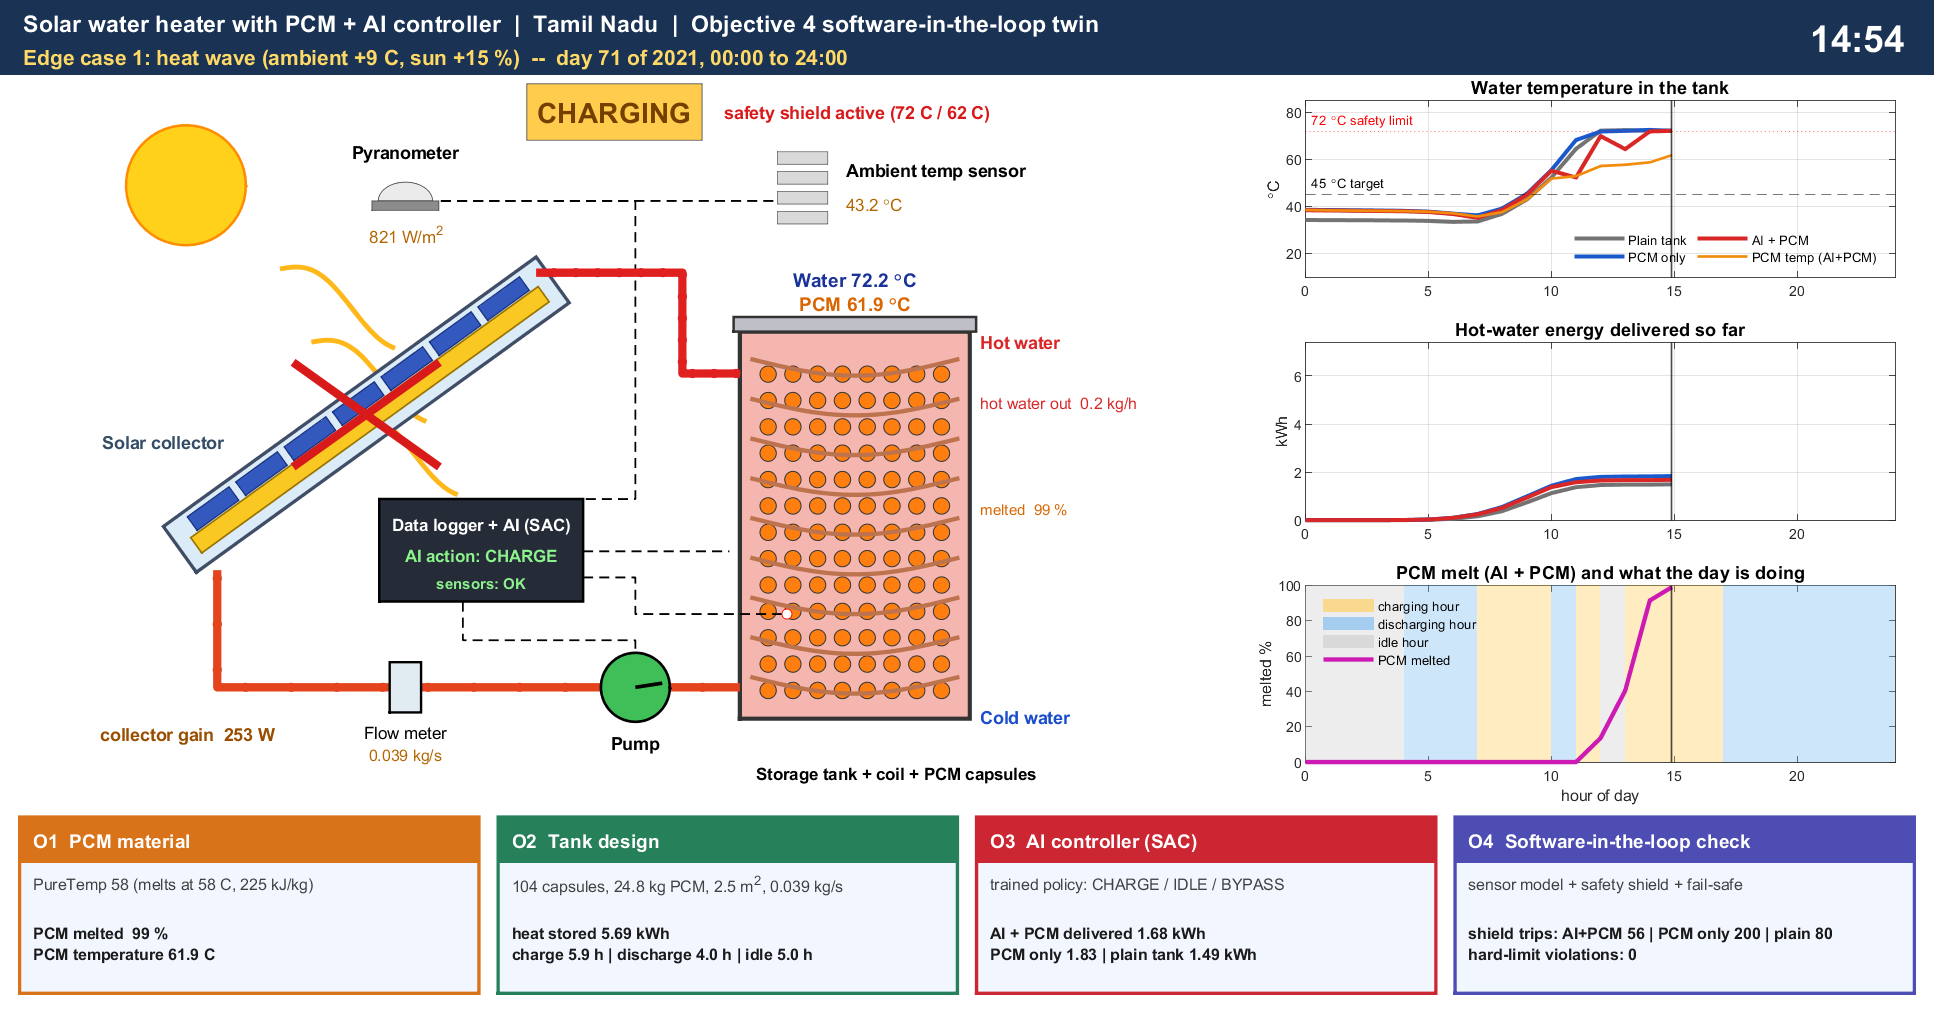 Solar water heater with PCM + AI controller | Tamil Nadu | Objective 4 software-in-the-loop twin
Edge case 1: heat wave (ambient +9 C, sun +15 %) -- day 71 of 2021, 00:00 to 24:00
14:54
CHARGING
safety shield active (72 C / 62 C)
Pyranometer
821 W/m2
Ambient temp sensor
43.2 °C
Water 72.2 °C
PCM 61.9 °C
Hot water
hot water out 0.2 kg/h
melted 99 %
Cold water
Solar collector
Data logger + AI (SAC)
AI action: CHARGE
sensors: OK
collector gain 253 W
Flow meter
0.039 kg/s
Pump
Storage tank + coil + PCM capsules
Water temperature in the tank
80
60
40
20
°C
72 °C safety limit
45 °C target
Plain tank
PCM only
AI + PCM
PCM temp (AI+PCM)
0 5 10 15 20
Hot-water energy delivered so far
6
4
2
0
kWh
0 5 10 15 20
PCM melt (AI + PCM) and what the day is doing
100
80
60
40
20
0
melted %
charging hour
discharging hour
idle hour
PCM melted
0 5 10 15 20
hour of day
O1 PCM material
PureTemp 58 (melts at 58 C, 225 kJ/kg)
PCM melted 99 %
PCM temperature 61.9 C
O2 Tank design
104 capsules, 24.8 kg PCM, 2.5 m2, 0.039 kg/s
heat stored 5.69 kWh
charge 5.9 h | discharge 4.0 h | idle 5.0 h
O3 AI controller (SAC)
trained policy: CHARGE / IDLE / BYPASS
AI + PCM delivered 1.68 kWh
PCM only 1.83 | plain tank 1.49 kWh
O4 Software-in-the-loop check
sensor model + safety shield + fail-safe
shield trips: AI+PCM 56 | PCM only 200 | plain 80
hard-limit violations: 0